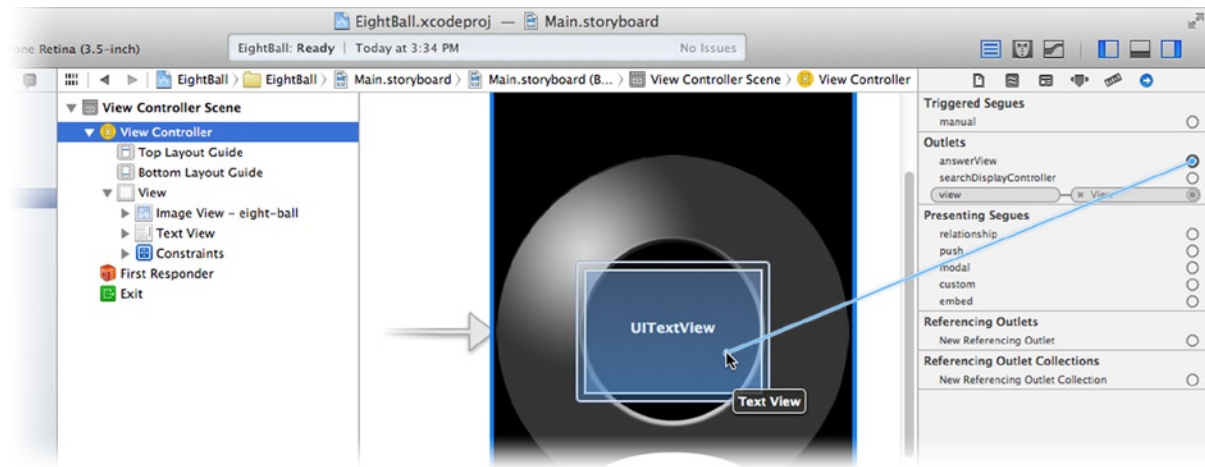 EightBall.xcodeproj — Main.storyboard
one Retina (3.5-inch)
EightBall: Ready | Today at 3:34 PM
No Issues
EightBall
EightBall
Main.storyboard
Main.storyboard (B...
View Controller Scene
View Controller
View Controller Scene
View Controller
Top Layout Guide
Bottom Layout Guide
View
Image View – eight-ball
Text View
Constraints
First Responder
Exit
UITextView
Text View
Triggered Segues
manual
Outlets
answerView
searchDisplayController
view
View
Presenting Segues
relationship
push
modal
custom
embed
Referencing Outlets
New Referencing Outlet
Referencing Outlet Collections
New Referencing Outlet Collection